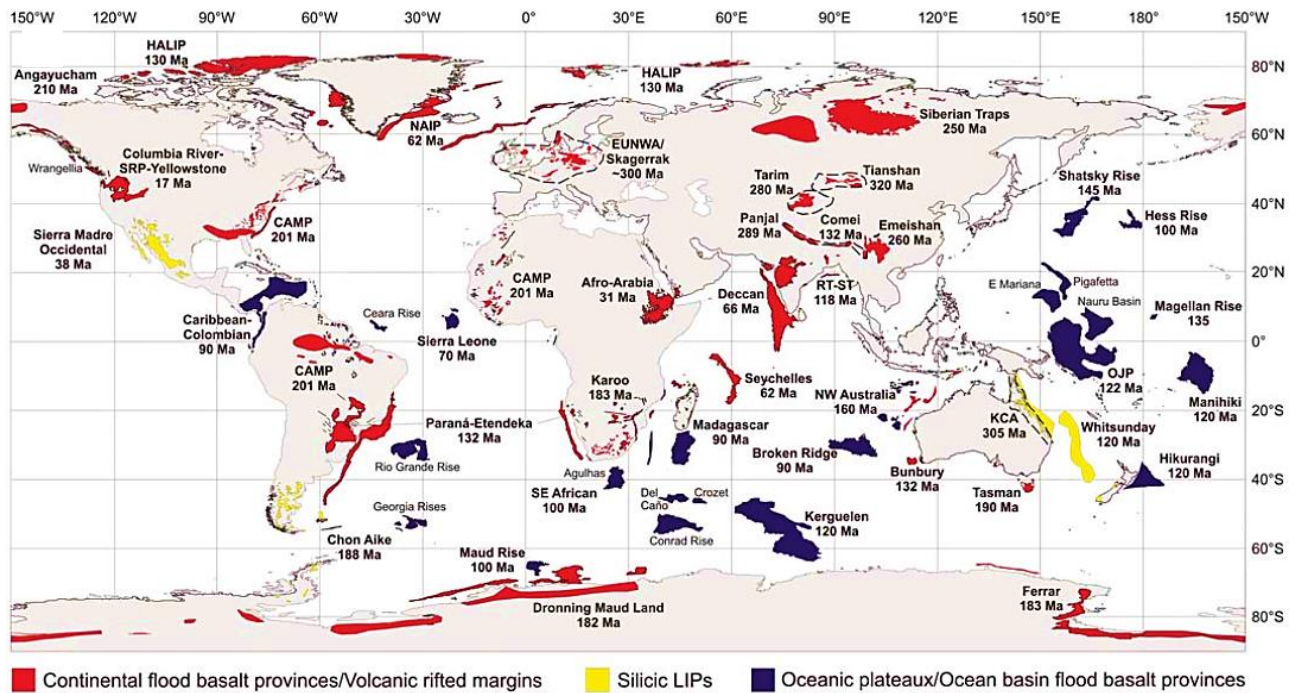 150W 120W 90W 60W 30W 0° 30°E 60°E 90°E 120°E 150°E 180° 150W
HALIP
130 Ma
Angayucham
210 Ma
HALIP
130 Ma
80°N
NAIP
62 Ma
Siberian Traps
250 Ma
60°N
Wrangellia
Columbia River-
SRP-Yellowstone
17 Ma
EUNWA/
Skagerrak
~300 Ma
Tarim
280 Ma
Tianshan
320 Ma
Shatsky Rise
145 Ma
Hess Rise
100 Ma
40°N
Sierra Madre
Occidental
38 Ma
CAMP
201 Ma
Panjal
289 Ma
Comei
132 Ma
Emeishan
260 Ma
20°N
CAMP
201 Ma
Afro-Arabia
31 Ma
Deccan
66 Ma
RT-ST
118 Ma
E Mariana
Pigafetta
Nauru Basin
Magellan Rise
135
Caribbean-
Colombian
90 Ma
Ceara Rise
Sierra Leone
70 Ma
0°
CAMP
201 Ma
Karoo
183 Ma
Seychelles
62 Ma
NW Australia
160 Ma
OJP
122 Ma
Manihiki
120 Ma
20°S
KCA
305 Ma
Whitsunday
120 Ma
Paraná-Etendeka
132 Ma
Madagascar
90 Ma
Broken Ridge
90 Ma
Rio Grande Rise
Agulhas
Bunbury
132 Ma
Hikurangi
120 Ma
40°S
SE African
100 Ma
Del
Caño
Crozet
Tasman
190 Ma
Georgia Rises
Conrad Rise
Kerguelen
120 Ma
Chon Aike
188 Ma
60°S
Maud Rise
100 Ma
Dronning Maud Land
182 Ma
Ferrar
183 Ma
80°S
Continental flood basalt provinces/Volcanic rifted margins Silicic LIPs Oceanic plateaux/Ocean basin flood basalt provinces